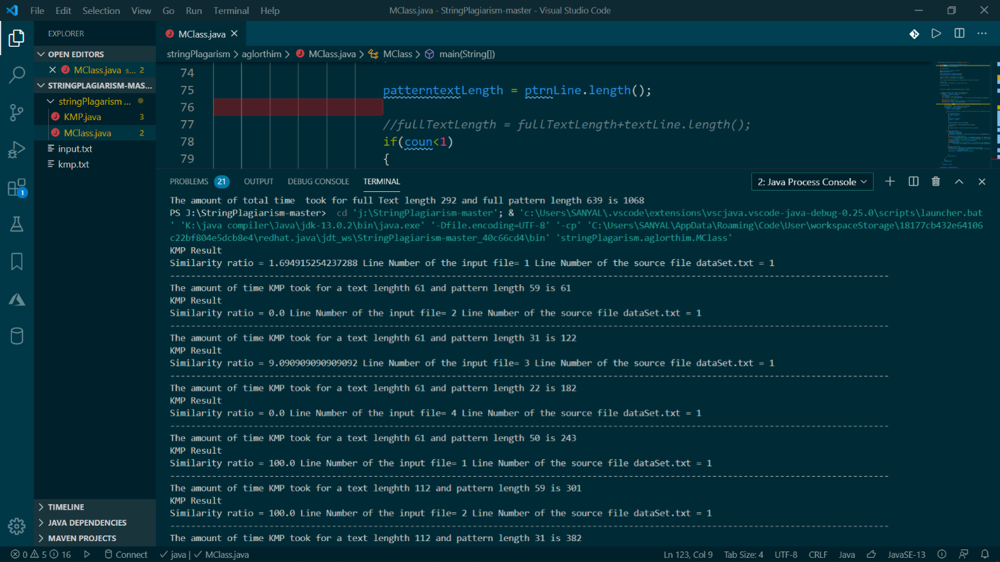 File Edit Selection View Go Run Terminal Help
MClass.java - StringPlagiarism-master - Visual Studio Code
EXPLORER
OPEN EDITORS
MClass.java s... 2
STRINGPLAGIARISM-MAS...
stringPlagarism ...
KMP.java 3
MClass.java 2
input.txt
kmp.txt
TIMELINE
JAVA DEPENDENCIES
MAVEN PROJECTS
1
MClass.java
stringPlagarism > aglorthim > MClass.java > MClass > main(String[])
74
75 patterntextLength = ptrnLine.length();
76
77 //fullTextLength = fullTextLength+textLine.length();
78 if(coun<1)
79 {
PROBLEMS 21 OUTPUT DEBUG CONSOLE TERMINAL
2: Java Process Console
The amount of total time  took for full Text length 292 and full pattern length 639 is 1068
PS J:\StringPlagiarism-master>  cd 'j:\StringPlagiarism-master'; & 'c:\Users\SANYAL\.vscode\extensions\vscjava.vscode-java-debug-0.25.0\scripts\launcher.bat
' 'K:\java compiler\Java\jdk-13.0.2\bin\java.exe' '-Dfile.encoding=UTF-8' '-cp' 'C:\Users\SANYAL\AppData\Roaming\Code\User\workspaceStorage\18177cb432e64106
c22bf804e5dcb8e4\redhat.java\jdt_ws\StringPlagiarism-master_40c66cd4\bin' 'stringPlagarism.aglorthim.MClass'
KMP Result
Similarity ratio = 1.694915254237288 Line Number of the input file= 1 Line Number of the source file dataSet.txt = 1
--------------------------------------------------------------------------------
The amount of time KMP took for a text lenghth 61 and pattern length 59 is 61
KMP Result
Similarity ratio = 0.0 Line Number of the input file= 2 Line Number of the source file dataSet.txt = 1
--------------------------------------------------------------------------------
The amount of time KMP took for a text lenghth 61 and pattern length 31 is 122
KMP Result
Similarity ratio = 9.090909090909092 Line Number of the input file= 3 Line Number of the source file dataSet.txt = 1
--------------------------------------------------------------------------------
The amount of time KMP took for a text lenghth 61 and pattern length 22 is 182
KMP Result
Similarity ratio = 0.0 Line Number of the input file= 4 Line Number of the source file dataSet.txt = 1
--------------------------------------------------------------------------------
The amount of time KMP took for a text lenghth 61 and pattern length 50 is 243
KMP Result
Similarity ratio = 100.0 Line Number of the input file= 1 Line Number of the source file dataSet.txt = 1
--------------------------------------------------------------------------------
The amount of time KMP took for a text lenghth 112 and pattern length 59 is 301
KMP Result
Similarity ratio = 100.0 Line Number of the input file= 2 Line Number of the source file dataSet.txt = 1
--------------------------------------------------------------------------------
The amount of time KMP took for a text lenghth 112 and pattern length 31 is 382
0 5 16 Connect java | MClass.java
Ln 123, Col 9 Tab Size: 4 UTF-8 CRLF Java JavaSE-13